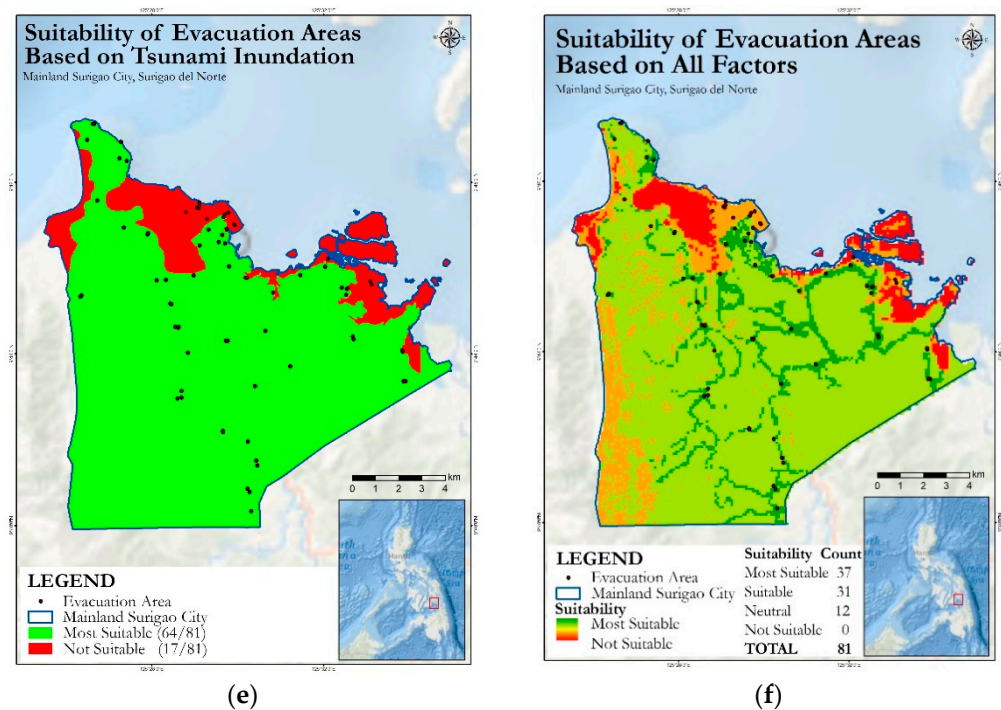 Suitability of Evacuation Areas
Based on Tsunami Inundation
Mainland Surigao City, Surigao del Norte
N
W E
S
km
0 1 2 3 4
LEGEND
Evacuation Area
Mainland Surigao City
Most Suitable (64/81)
Not Suitable (17/81)
(e)
Suitability of Evacuation Areas
Based on All Factors
Mainland Surigao City, Surigao del Norte
N
W E
S
km
0 1 2 3 4
LEGEND
Evacuation Area
Mainland Surigao City
Suitability
Most Suitable
Not Suitable
Suitability Count
Most Suitable 37
Suitable 31
Neutral 12
Not Suitable 0
TOTAL 81
(f)